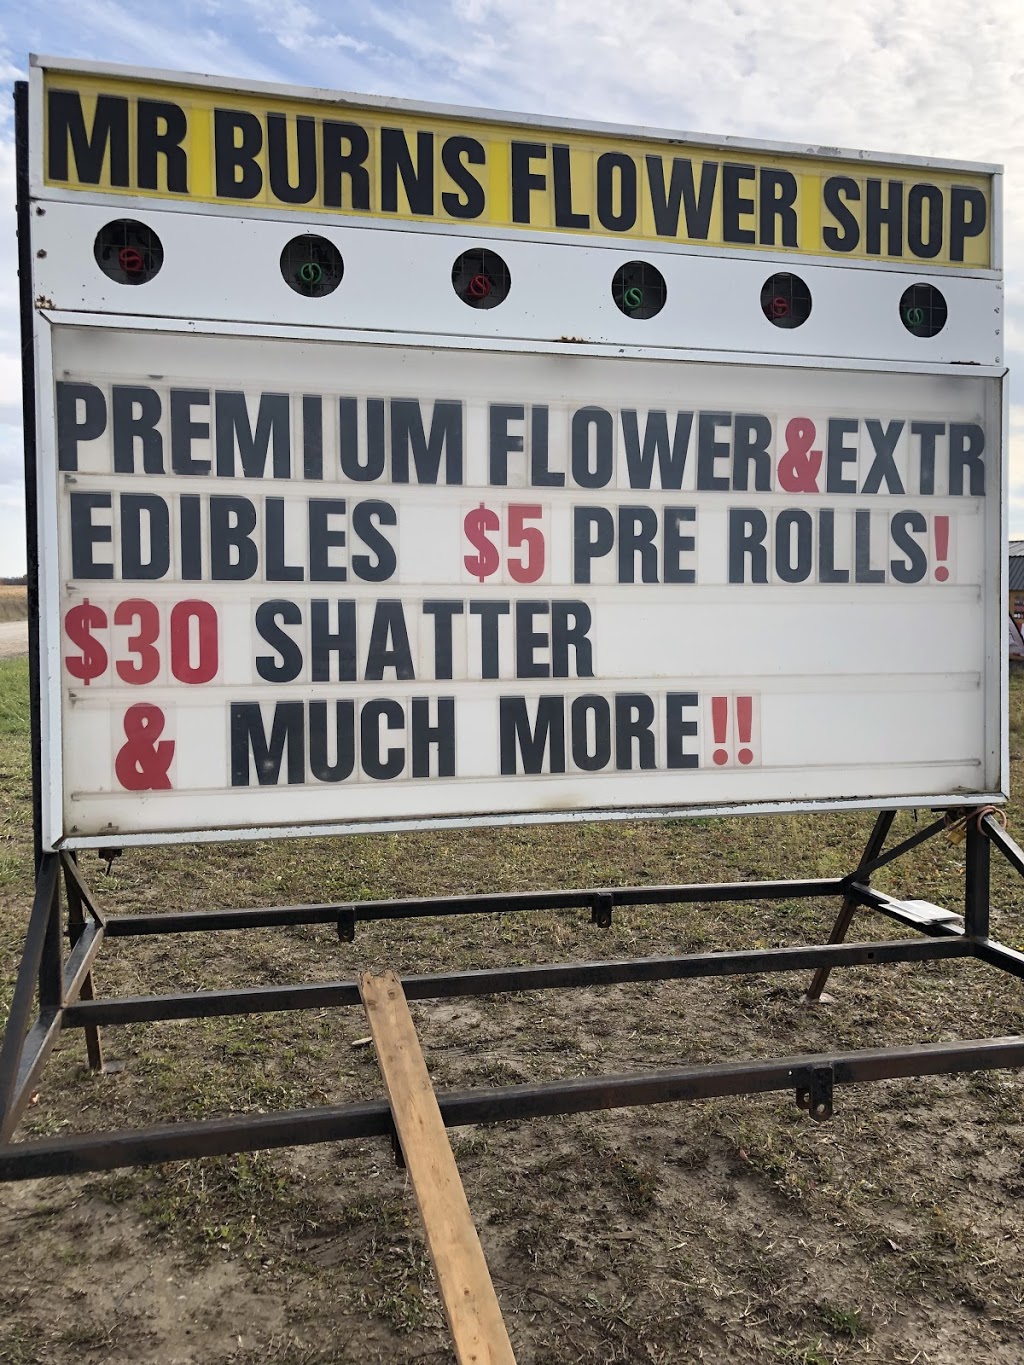 MR BURNS FLOWER SHOP
PREMIUM FLOWER&EXTR
EDIBLES $5 PRE ROLLS!
$30 SHATTER
& MUCH MORE!!